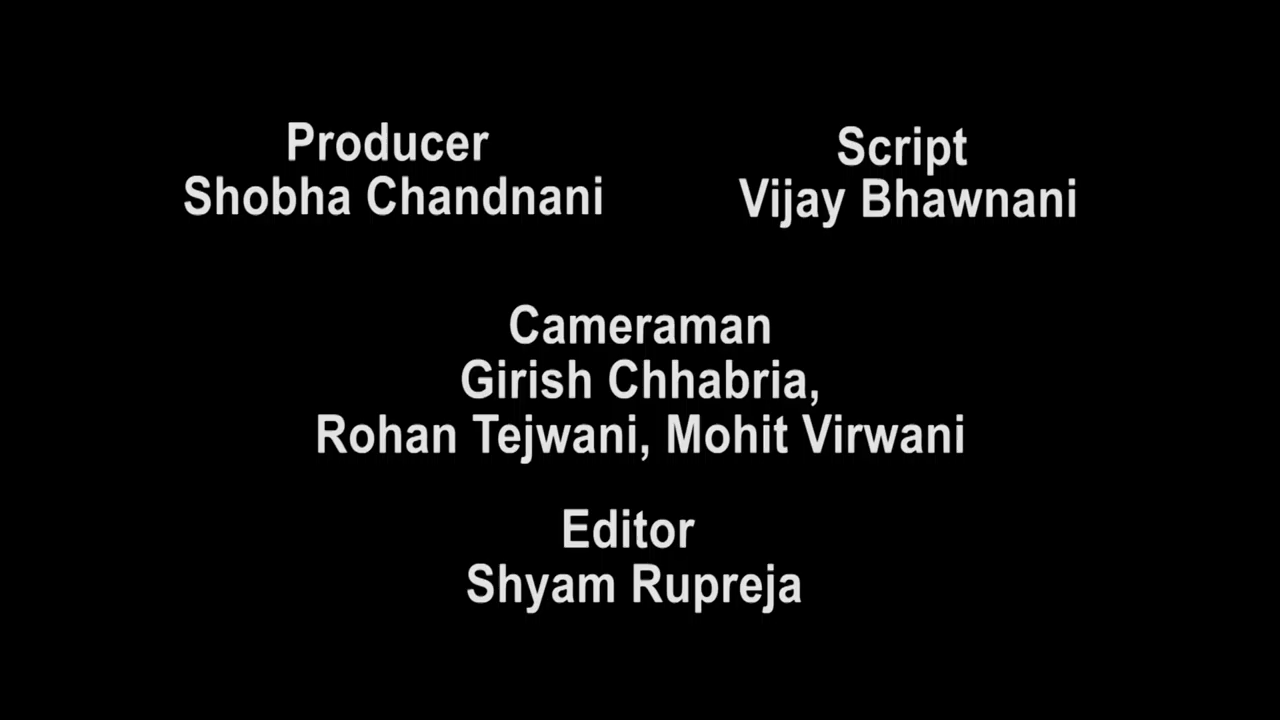 Producer
Shobha Chandnani
Script
Vijay Bhawnani
Cameraman
Girish Chhabria,
Rohan Tejwani, Mohit Virwani
Editor
Shyam Rupreja